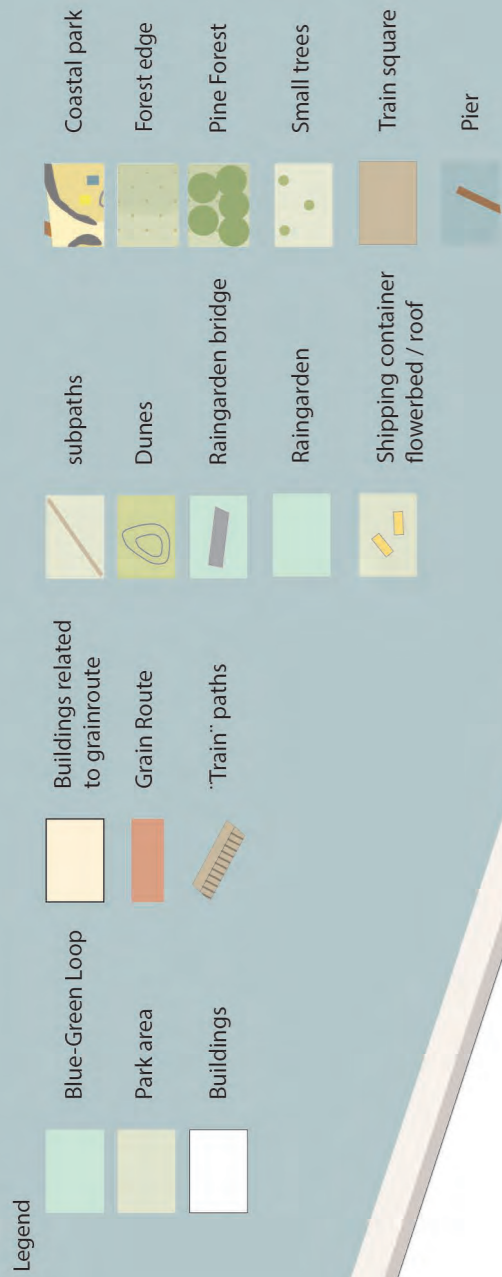 Legend
Blue-Green Loop
Park area
Buildings
Buildings related
to grainroute
Grain Route
¨Train¨ paths
subpaths
Dunes
Raingarden bridge
Raingarden
Shipping container
flowerbed / roof
Coastal park
Forest edge
Pine Forest
Small trees
Train square
Pier